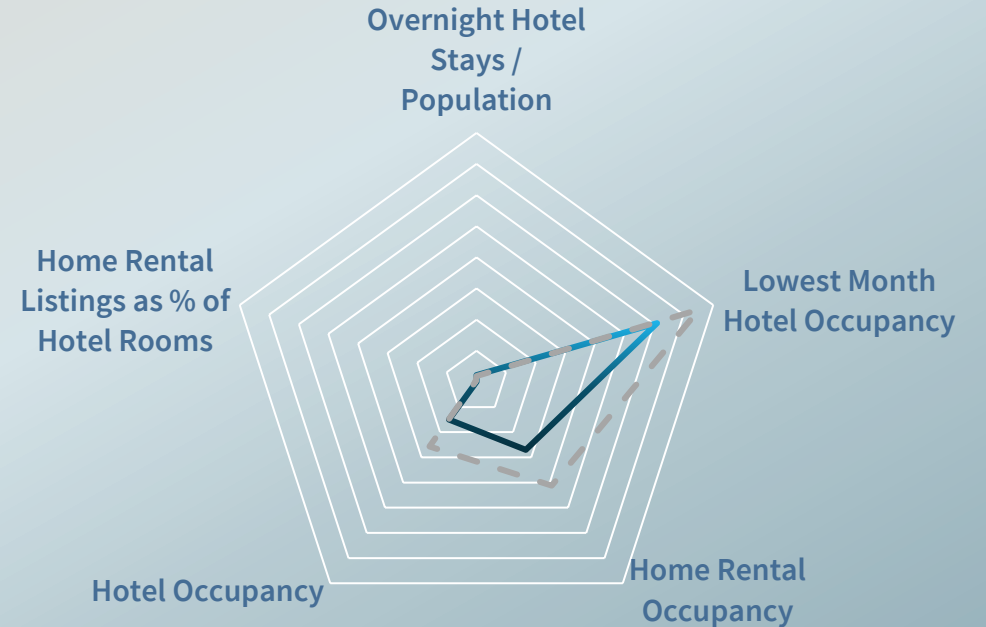 Overnight Hotel
Stays /
Population
Lowest Month
Hotel Occupancy
Home Rental
Occupancy
Hotel Occupancy
Home Rental
Listings as % of
Hotel Rooms